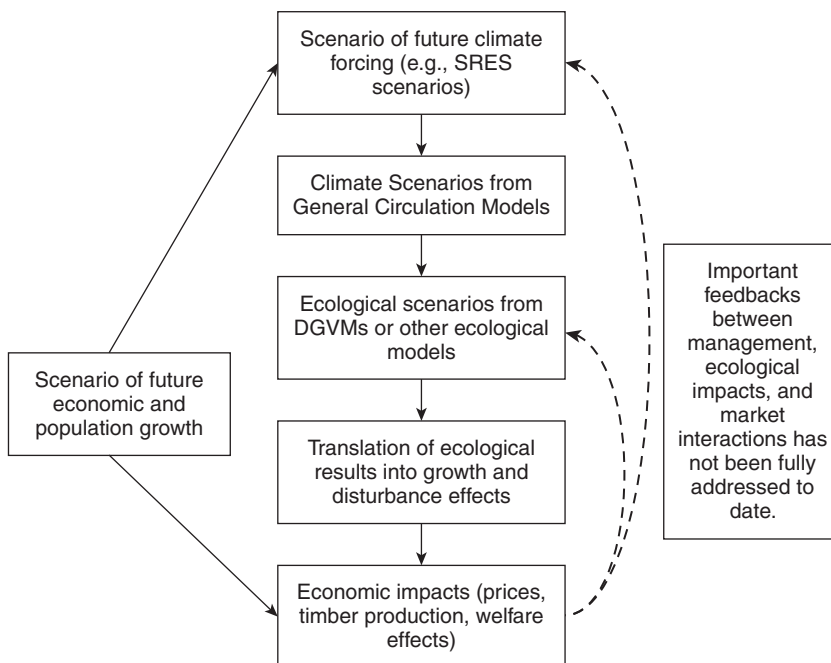 Scenario of future climate
forcing (e.g., SRES
scenarios)
Climate Scenarios from
General Circulation Models
Ecological scenarios from
DGVMs or other ecological
models
Scenario of future
economic and
population growth
Translation of ecological
results into growth and
disturbance effects
Economic impacts (prices,
timber production, welfare
effects)
Important
feedbacks
between
management,
ecological
impacts, and
market
interactions has
not been fully
addressed to
date.